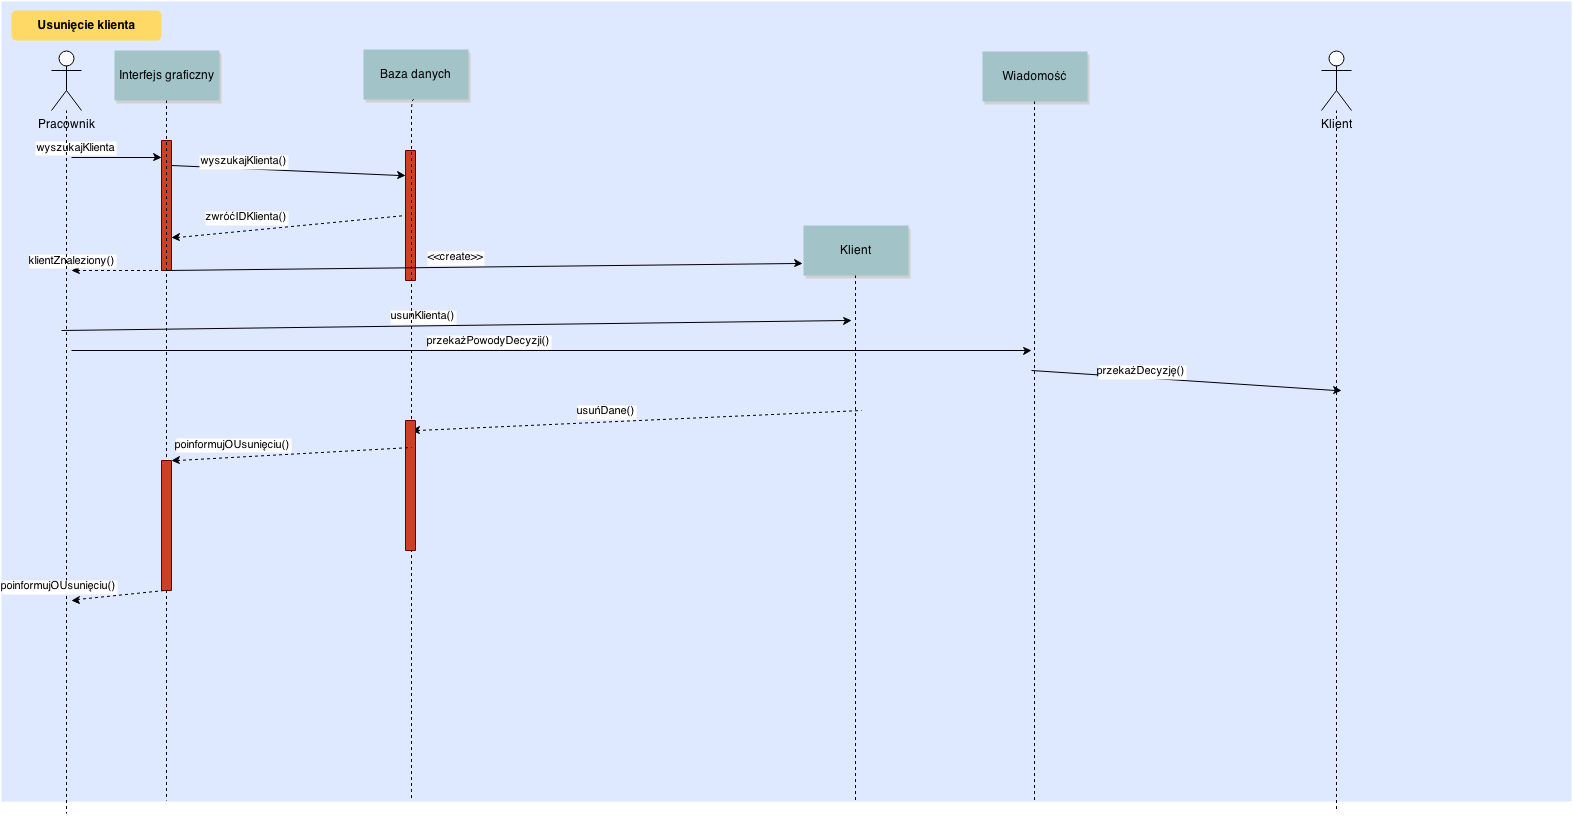 Usunięcie klienta
Interfejs graficzny
Baza danych
Wiadomość
Pracownik
Klient
wyszukajKlienta
wyszukajKlienta()
zwróćIDKlienta()
Klient
klientZnaleziony()
<<create>>
usunKlienta()
przekażPowodyDecyzji()
przekażDecyzję()
usuńDane()
poinformujOUsunięciu()
poinformujOUsunięciu()